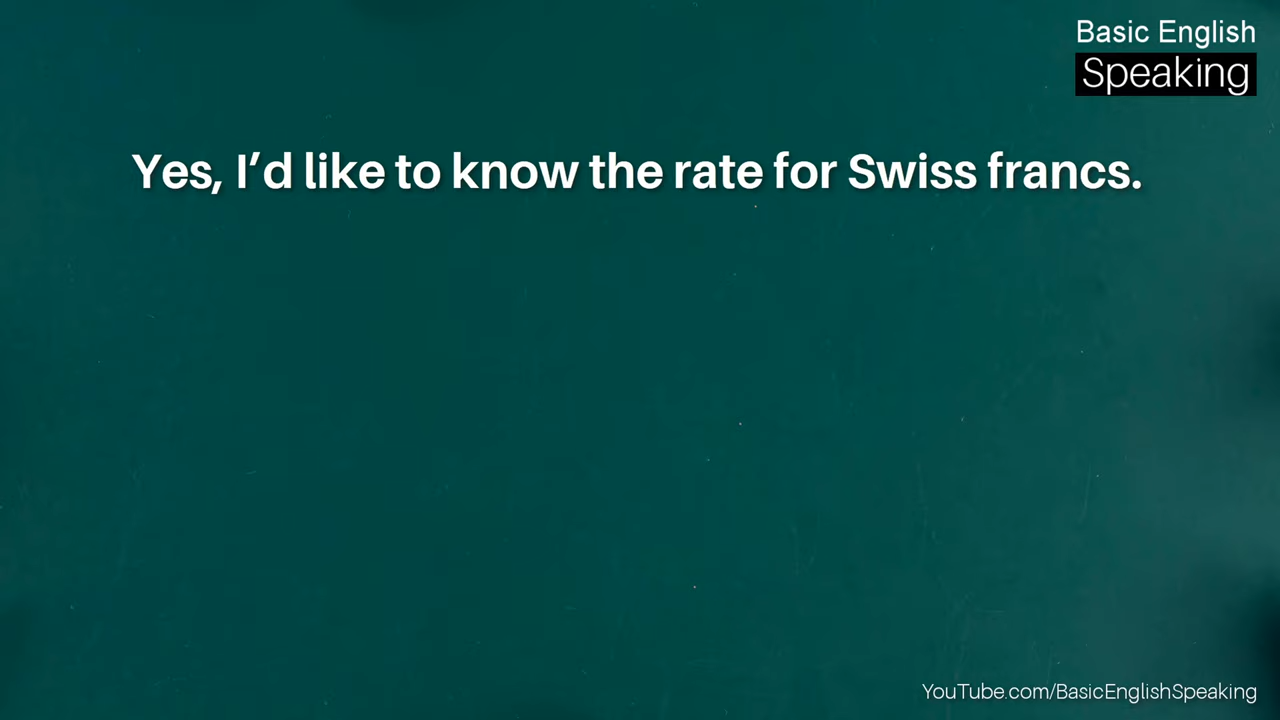 Basic English
Speaking
Yes, I’d like to know the rate for Swiss francs.
YouTube.com/BasicEnglishSpeaking